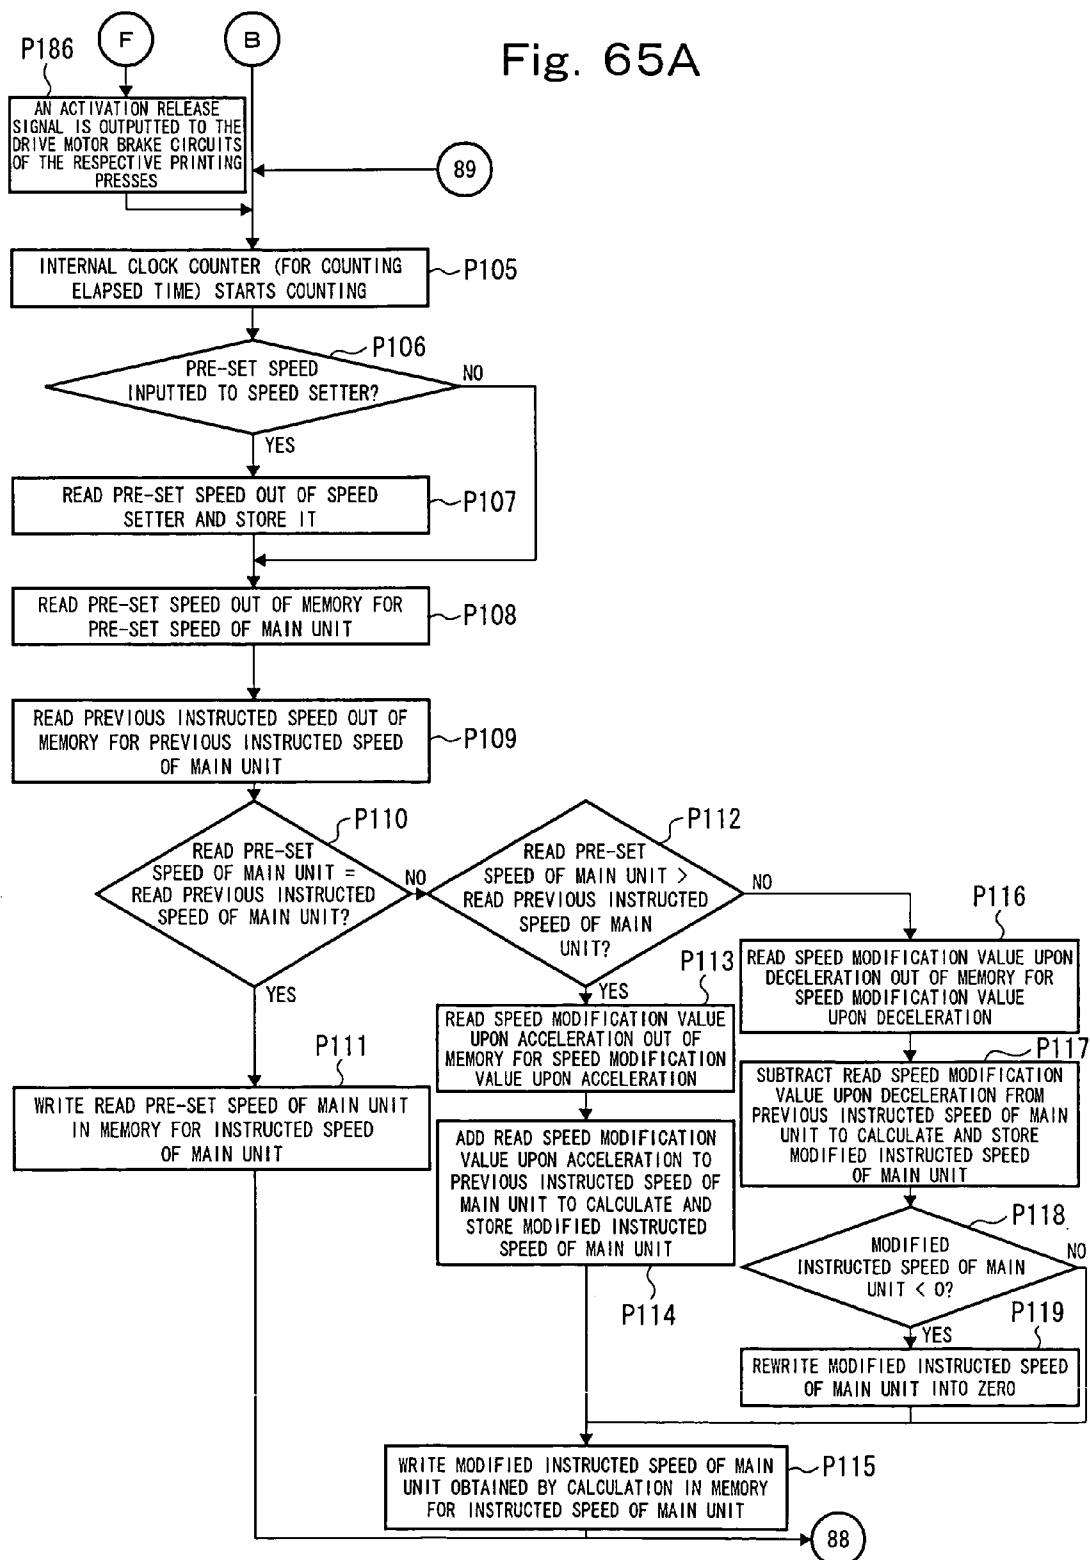 Fig. 65A
P186
F
B
AN ACTIVATION RELEASE
SIGNAL IS OUTPUTTED TO THE
DRIVE MOTOR BRAKE CIRCUITS
OF THE RESPECTIVE PRINTING
PRESSES
89
INTERNAL CLOCK COUNTER (FOR COUNTING
ELAPSED TIME) STARTS COUNTING
P105
P106
PRE-SET SPEED
INPUTTED TO SPEED SETTER?
NO
YES
READ PRE-SET SPEED OUT OF SPEED
SETTER AND STORE IT
P107
READ PRE-SET SPEED OUT OF MEMORY FOR
PRE-SET SPEED OF MAIN UNIT
P108
READ PREVIOUS INSTRUCTED SPEED OUT OF
MEMORY FOR PREVIOUS INSTRUCTED SPEED
OF MAIN UNIT
P109
P110
READ PRE-SET
SPEED OF MAIN UNIT =
READ PREVIOUS INSTRUCTED
SPEED OF MAIN UNIT?
NO
YES
P112
READ PRE-SET
SPEED OF MAIN UNIT >
READ PREVIOUS INSTRUCTED
SPEED OF MAIN
UNIT?
NO
YES
P111
WRITE READ PRE-SET SPEED OF MAIN UNIT
IN MEMORY FOR INSTRUCTED SPEED
OF MAIN UNIT
P113
READ SPEED MODIFICATION VALUE
UPON ACCELERATION OUT OF
MEMORY FOR SPEED MODIFICATION
VALUE UPON ACCELERATION
ADD READ SPEED MODIFICATION
VALUE UPON ACCELERATION TO
PREVIOUS INSTRUCTED SPEED OF
MAIN UNIT TO CALCULATE AND
STORE MODIFIED INSTRUCTED
SPEED OF MAIN UNIT
P114
P116
READ SPEED MODIFICATION VALUE UPON
DECELERATION OUT OF MEMORY FOR
SPEED MODIFICATION VALUE
UPON DECELERATION
P117
SUBTRACT READ SPEED MODIFICATION
VALUE UPON DECELERATION FROM
PREVIOUS INSTRUCTED SPEED OF MAIN
UNIT TO CALCULATE AND STORE
MODIFIED INSTRUCTED SPEED
OF MAIN UNIT
P118
MODIFIED
INSTRUCTED SPEED OF MAIN
UNIT < 0?
NO
YES
P119
REWRITE MODIFIED INSTRUCTED SPEED
OF MAIN UNIT INTO ZERO
WRITE MODIFIED INSTRUCTED SPEED OF MAIN
UNIT OBTAINED BY CALCULATION IN MEMORY
FOR INSTRUCTED SPEED OF MAIN UNIT
P115
88